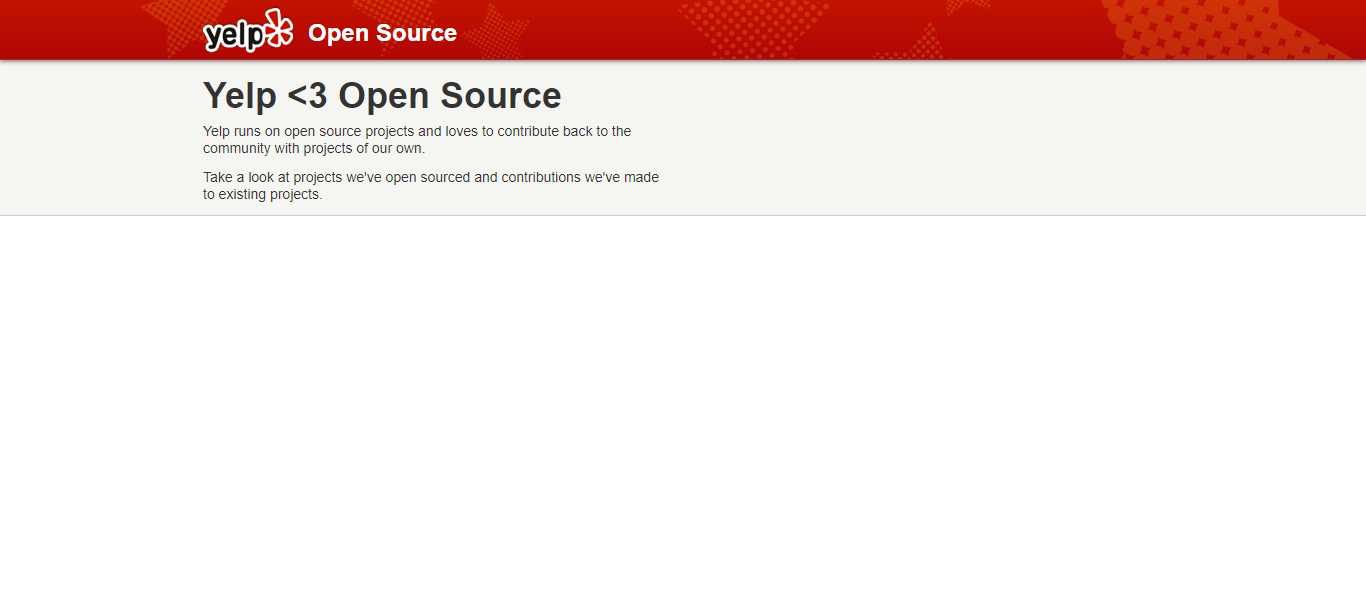 yelp Open Source
Yelp <3 Open Source
Yelp runs on open source projects and loves to contribute back to the
community with projects of our own.
Take a look at projects we've open sourced and contributions we've made
to existing projects.